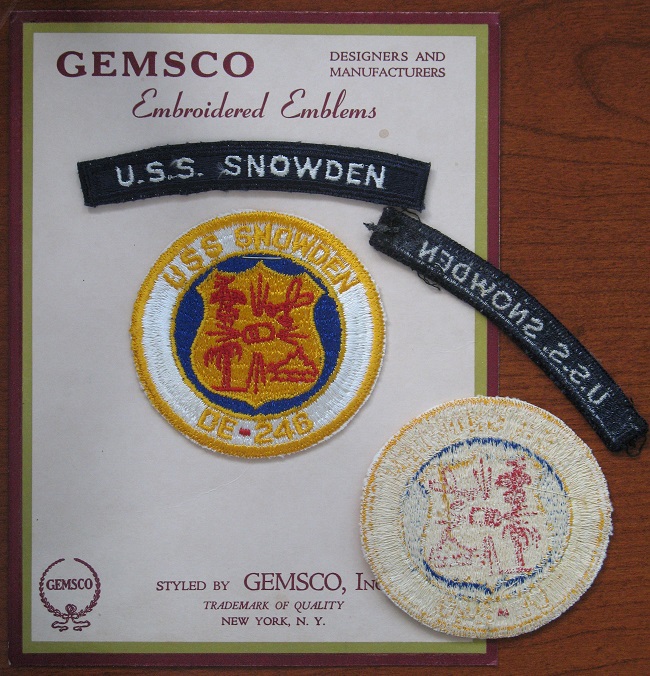 GEMSCO
DESIGNERS AND
MANUFACTURERS
Embroidered Emblems
U.S.S. SNOWDEN
USS SNOWDEN
DE-246
U.S.S. SNOWDEN
GEMSCO
STYLED BY GEMSCO, Inc
TRADEMARK OF QUALITY
NEW YORK, N. Y.